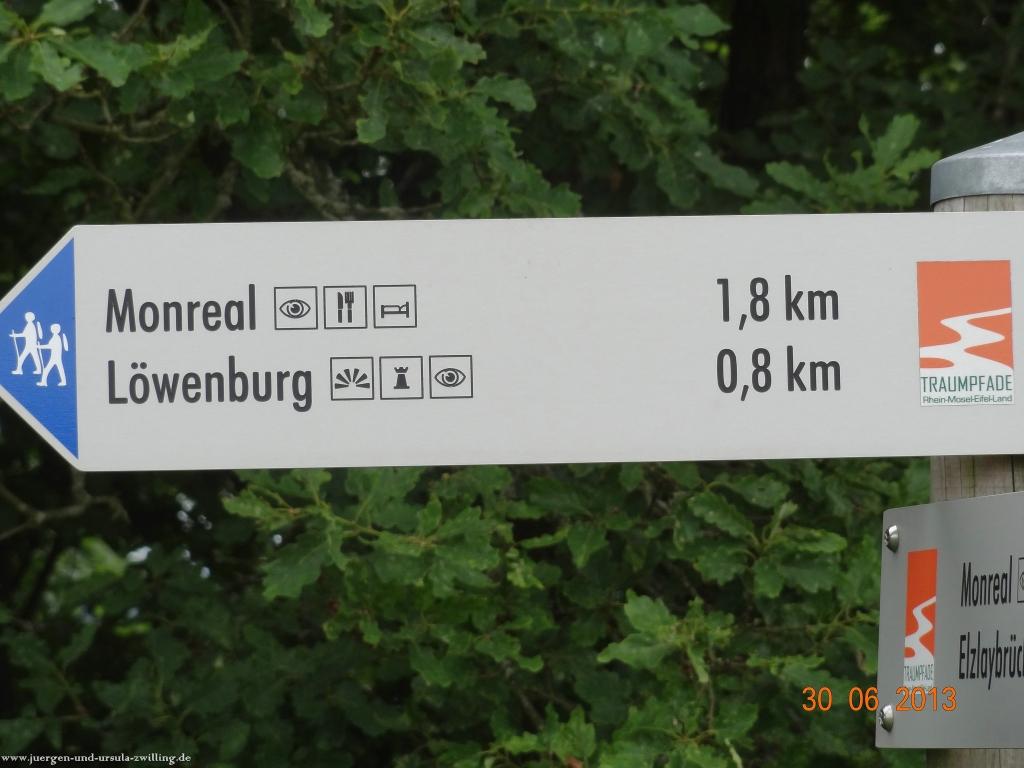 Monreal 1,8 km
Löwenburg 0,8 km
TRAUMPFADE
Rhein-Mosel-Eifel-Land
Monreal
Elzlaybrüc
TRAUMPFADE
30 06 2013
www.juergen-und-ursula-zwilling.de